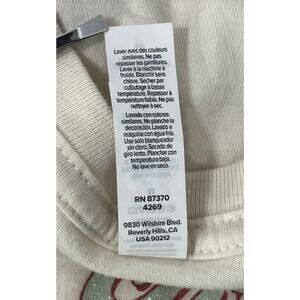 Laver avec des couleurs
similaires. Ne pas
repasser les garnitures.
Laver à la machine à
froide. Blanchir sans
chlore. Sécher par
culbutage à basse
température. Repasser à
température faible. Ne pas
nettoyer à sec.
Lavado con colores
similares. No planche la
decoración. Lavado a
máquina con agua fría.
Use solo blanqueador
sin cloro. Secado de
giro lento. Planchar con
temperatura baja.
No lave en seco.
RN 87370
4269
9830 Wilshire Blvd.
Beverly Hills, CA
USA 90212